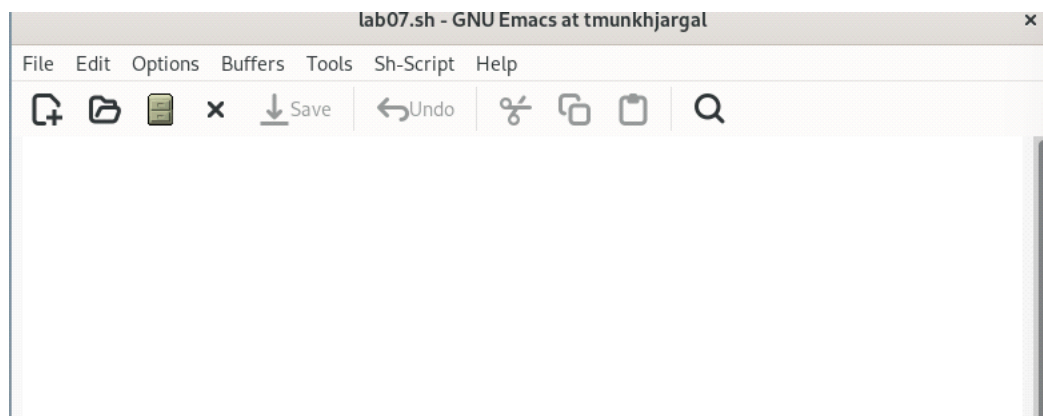 lab07.sh - GNU Emacs at tmunkhjargal
File Edit Options Buffers Tools Sh-Script Help
Save Undo